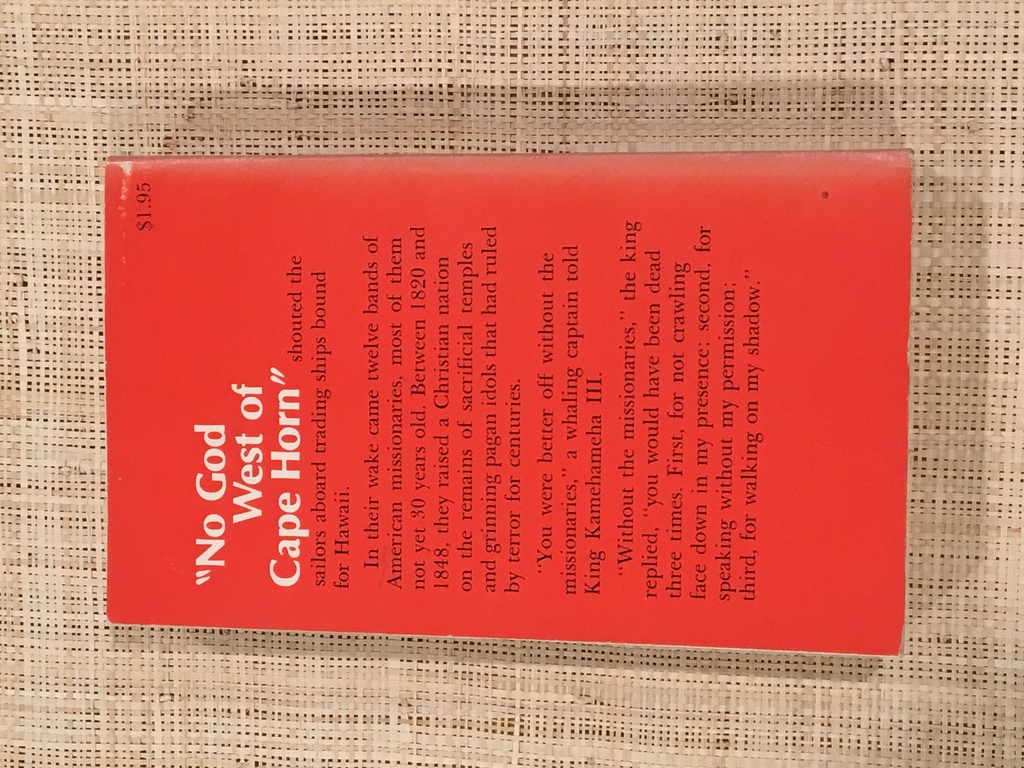 $1.95
"No God
West of
Cape Horn" shouted the
sailors aboard trading ships bound
for Hawaii.
In their wake came twelve bands of
American missionaries, most of them
not yet 30 years old. Between 1820 and
1848, they raised a Christian nation
on the remains of sacrificial temples
and grinning pagan idols that had ruled
by terror for centuries.
"You were better off without the
missionaries," a whaling captain told
King Kamehameha III.
"Without the missionaries," the king
replied, "you would have been dead
three times. First, for not crawling
face down in my presence; second, for
speaking without my permission;
third, for walking on my shadow."